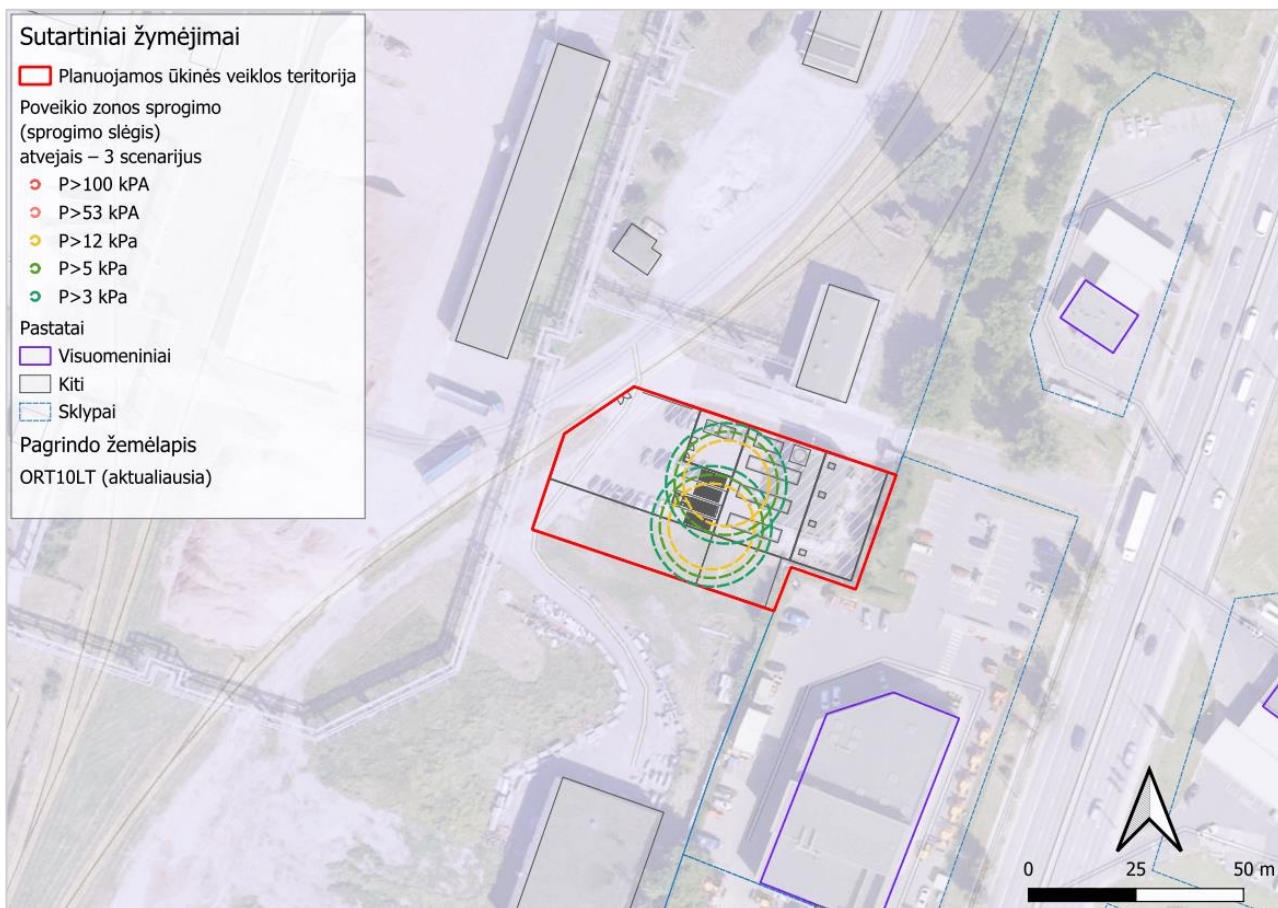 Sutartiniai žymėjimai
Planuojamos ūkinės veiklos teritorija
Poveikio zonos sprogimo
(sprogimo slėgis)
atvejais – 3 scenarijus
P>100 kPA
P>53 kPA
P>12 kPa
P>5 kPa
P>3 kPa
Pastatai
Visuomeniniai
Kiti
Sklypai
Pagrindo žemėlapis
ORT10LT (aktualiausia)
0 25 50 m